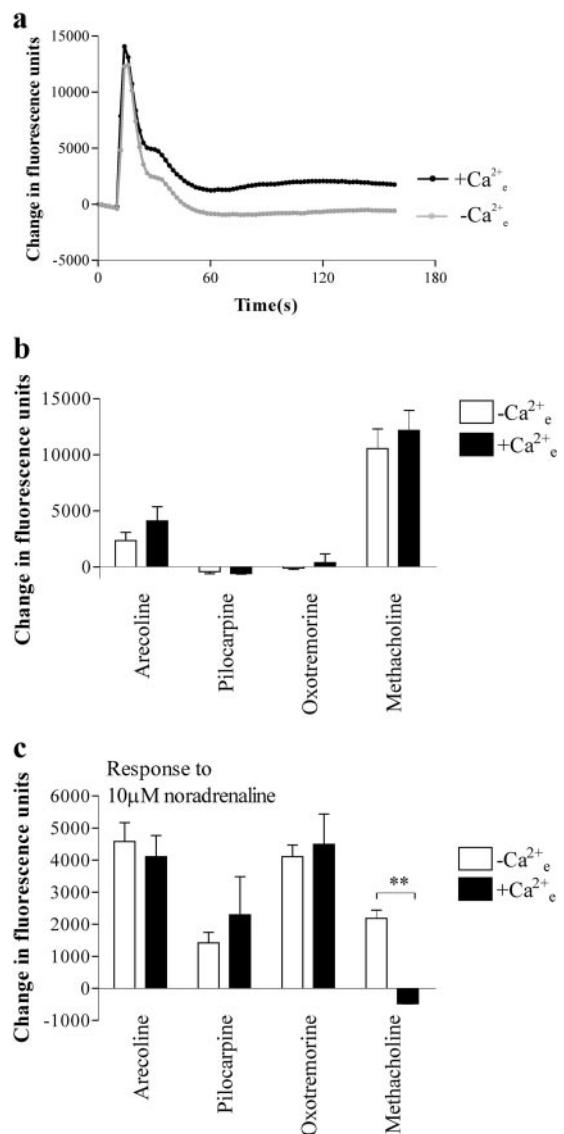 a
Change in fluorescence units
15000
10000
5000
0
-5000
0
60
120
180
Time(s)
+Ca²⁺ₑ
-Ca²⁺ₑ
b
Change in fluorescence units
15000
10000
5000
0
Arecoline
Pilocarpine
Oxotremorine
Methacholine
-Ca²⁺ₑ
+Ca²⁺ₑ
c
Change in fluorescence units
Response to
10µM noradrenaline
6000
5000
4000
3000
2000
1000
0
-1000
**
Arecoline
Pilocarpine
Oxotremorine
Methacholine
-Ca²⁺ₑ
+Ca²⁺ₑ